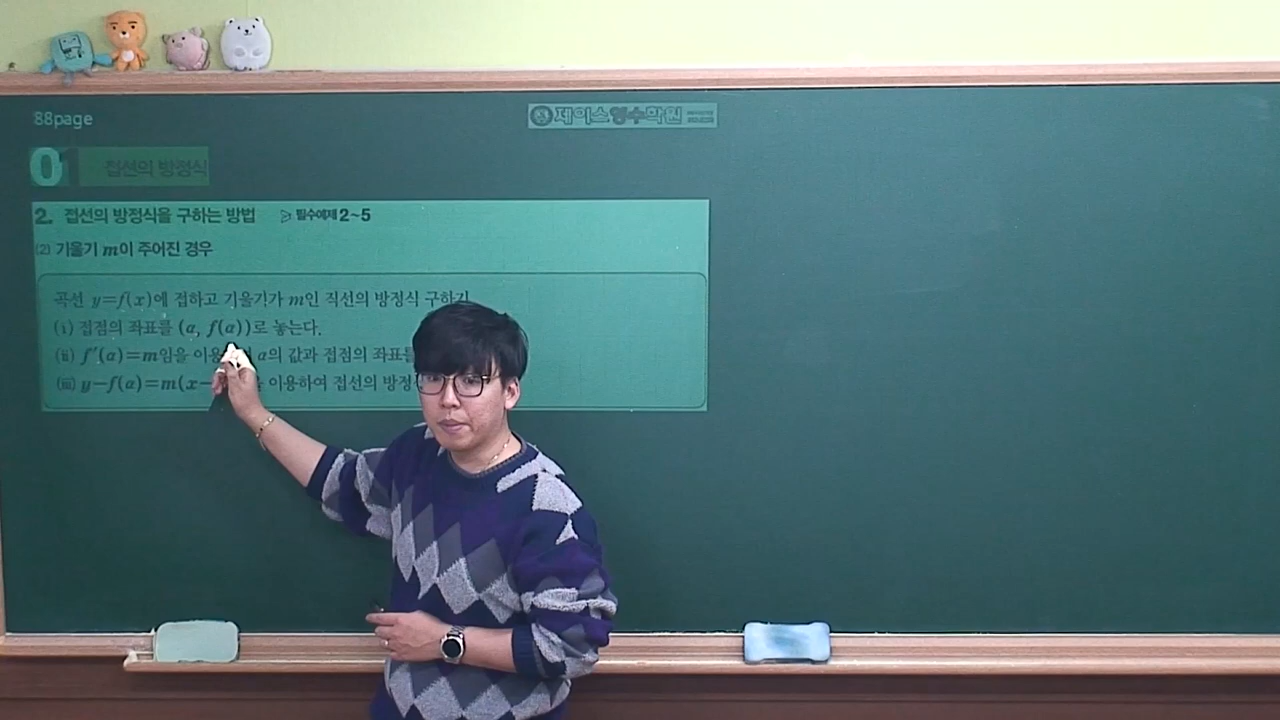 88page
제이스영수학원
01 접선의 방정식
2. 접선의 방정식을 구하는 방법 필수예제 2~5
(2) 기울기 m이 주어진 경우
곡선 y=f(x)에 접하고 기울기가 m인 직선의 방정식 구하기
(i) 접점의 좌표를 (a, f(a))로 놓는다.
(ii) f'(a)=m임을 이용 a의 값과 접점의 좌표를
(iii) y-f(a)=m(x- 이용하여 접선의 방정